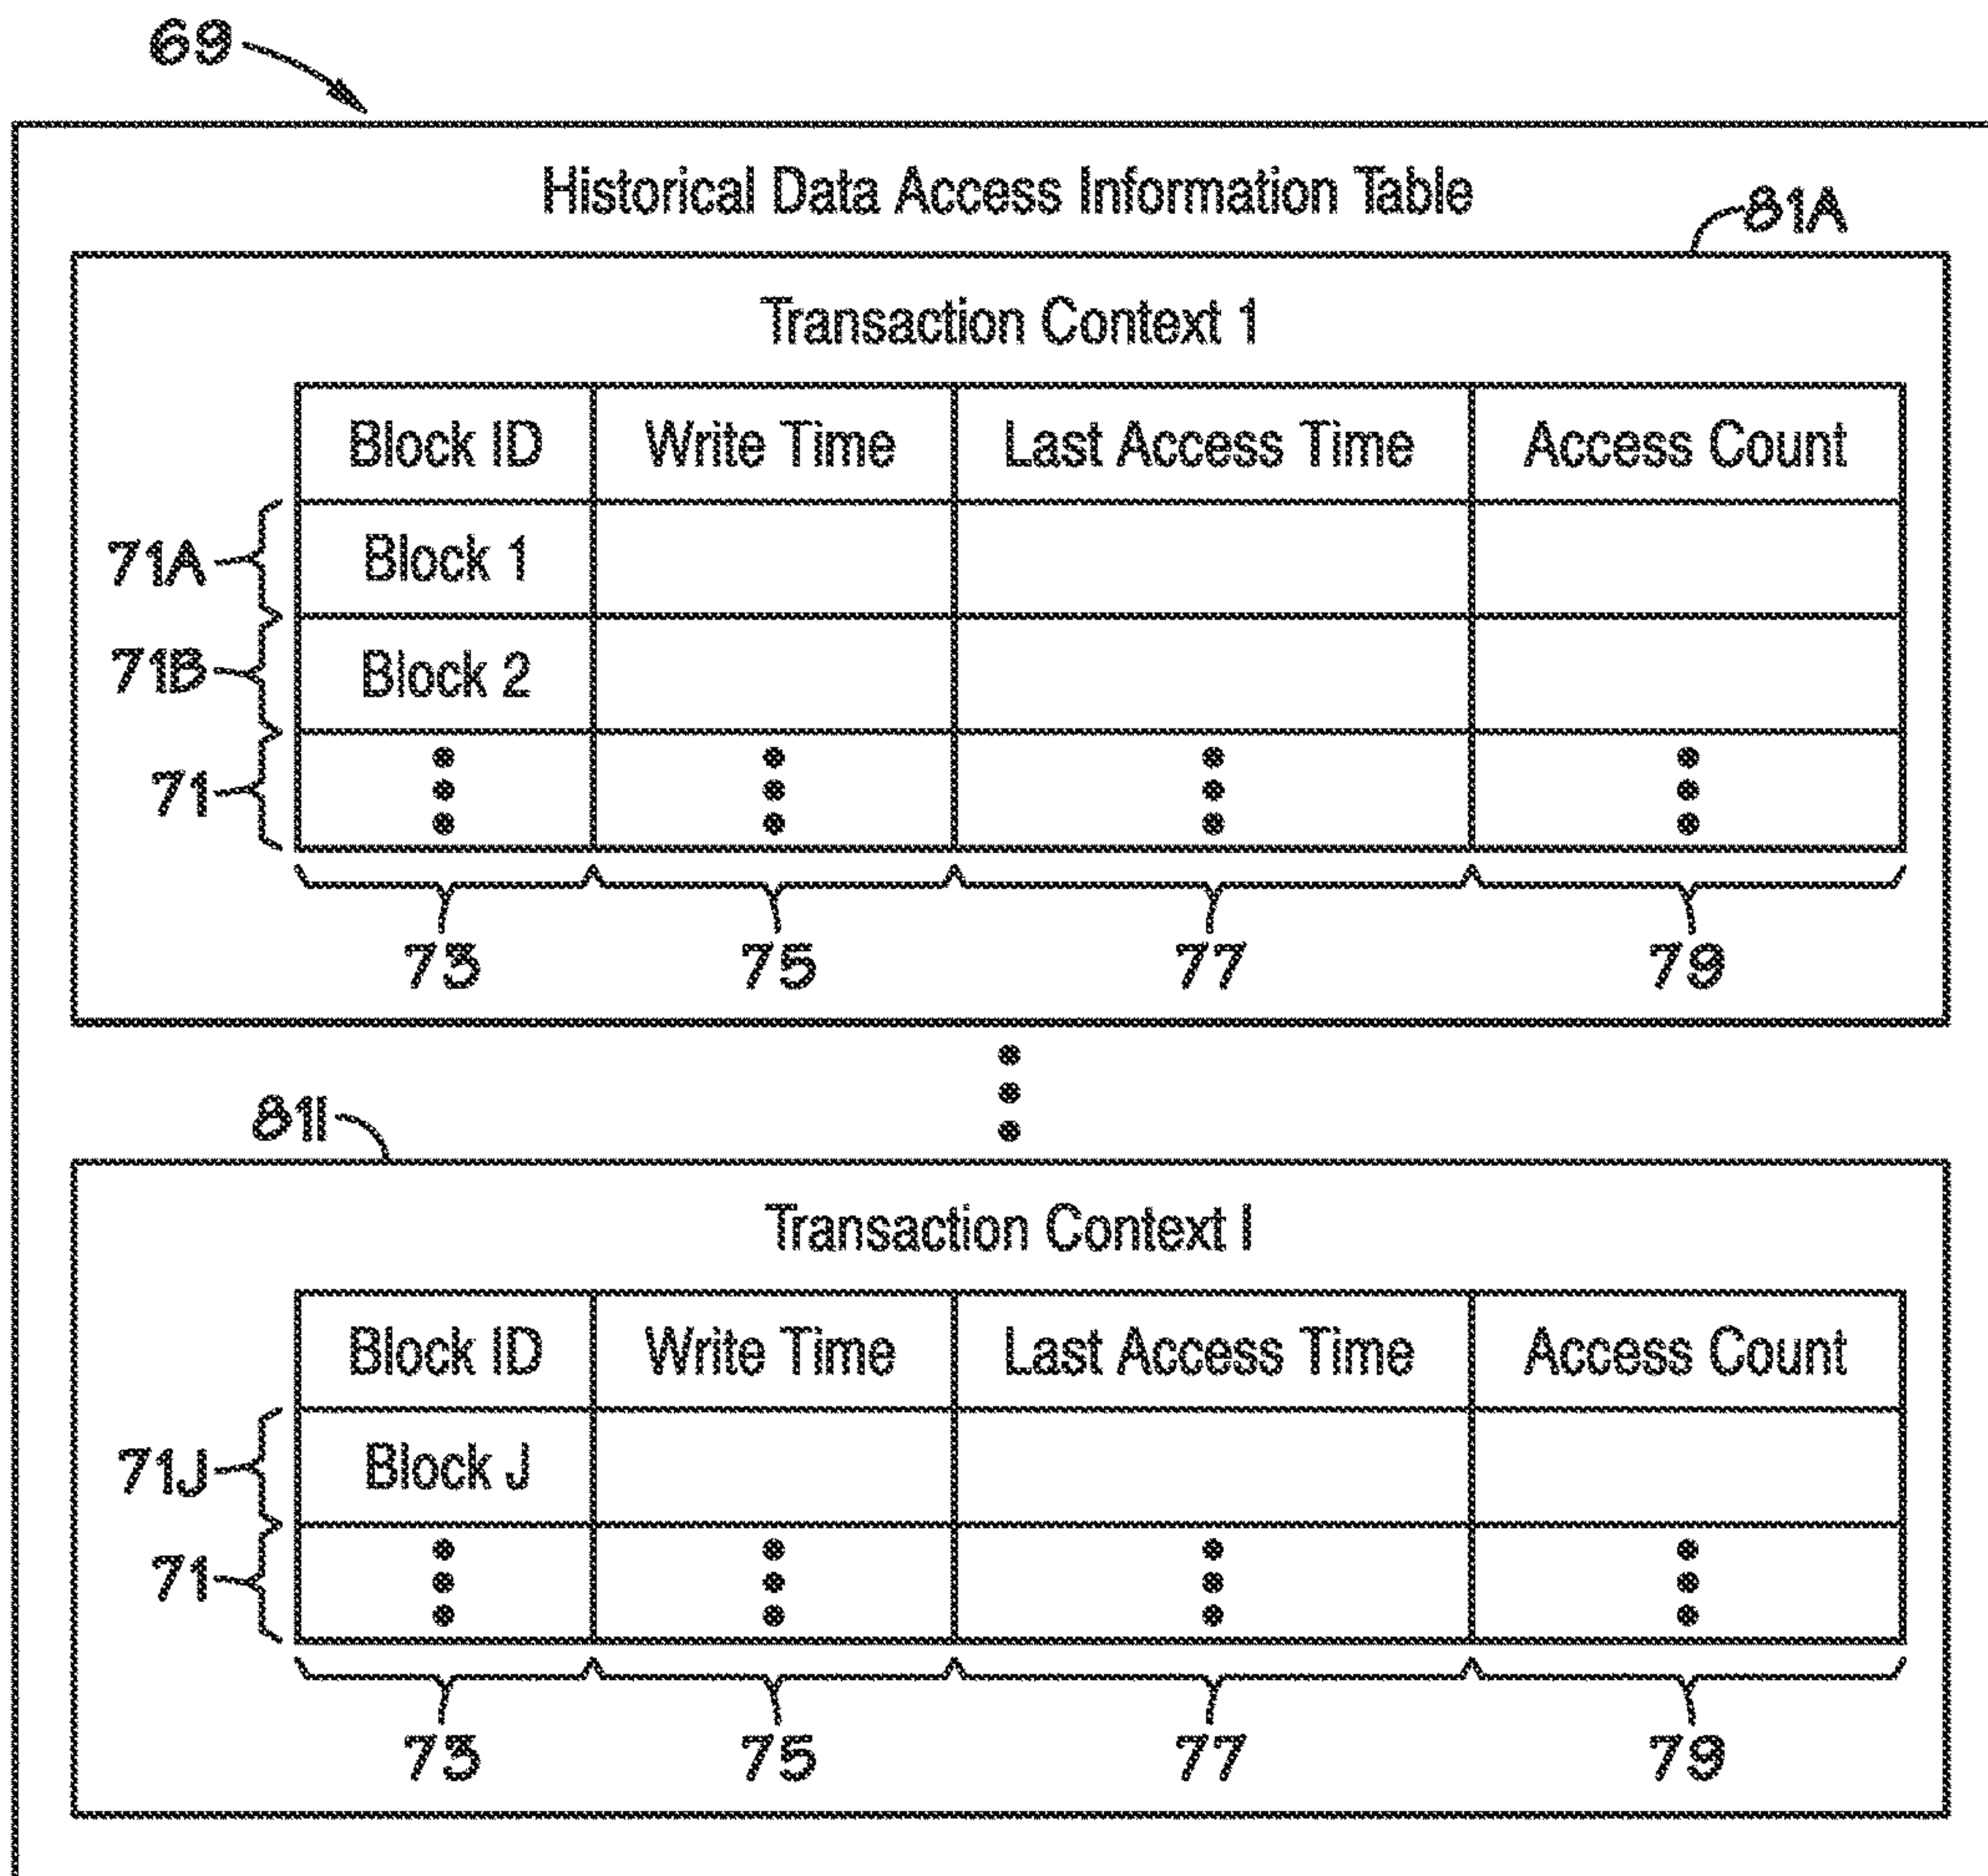 69
Historical Data Access Information Table
81A
Transaction Context 1
Block ID Write Time Last Access Time Access Count
71A Block 1
71B Block 2
71
73 75 77 79
81I
Transaction Context I
Block ID Write Time Last Access Time Access Count
71J Block J
71
73 75 77 79